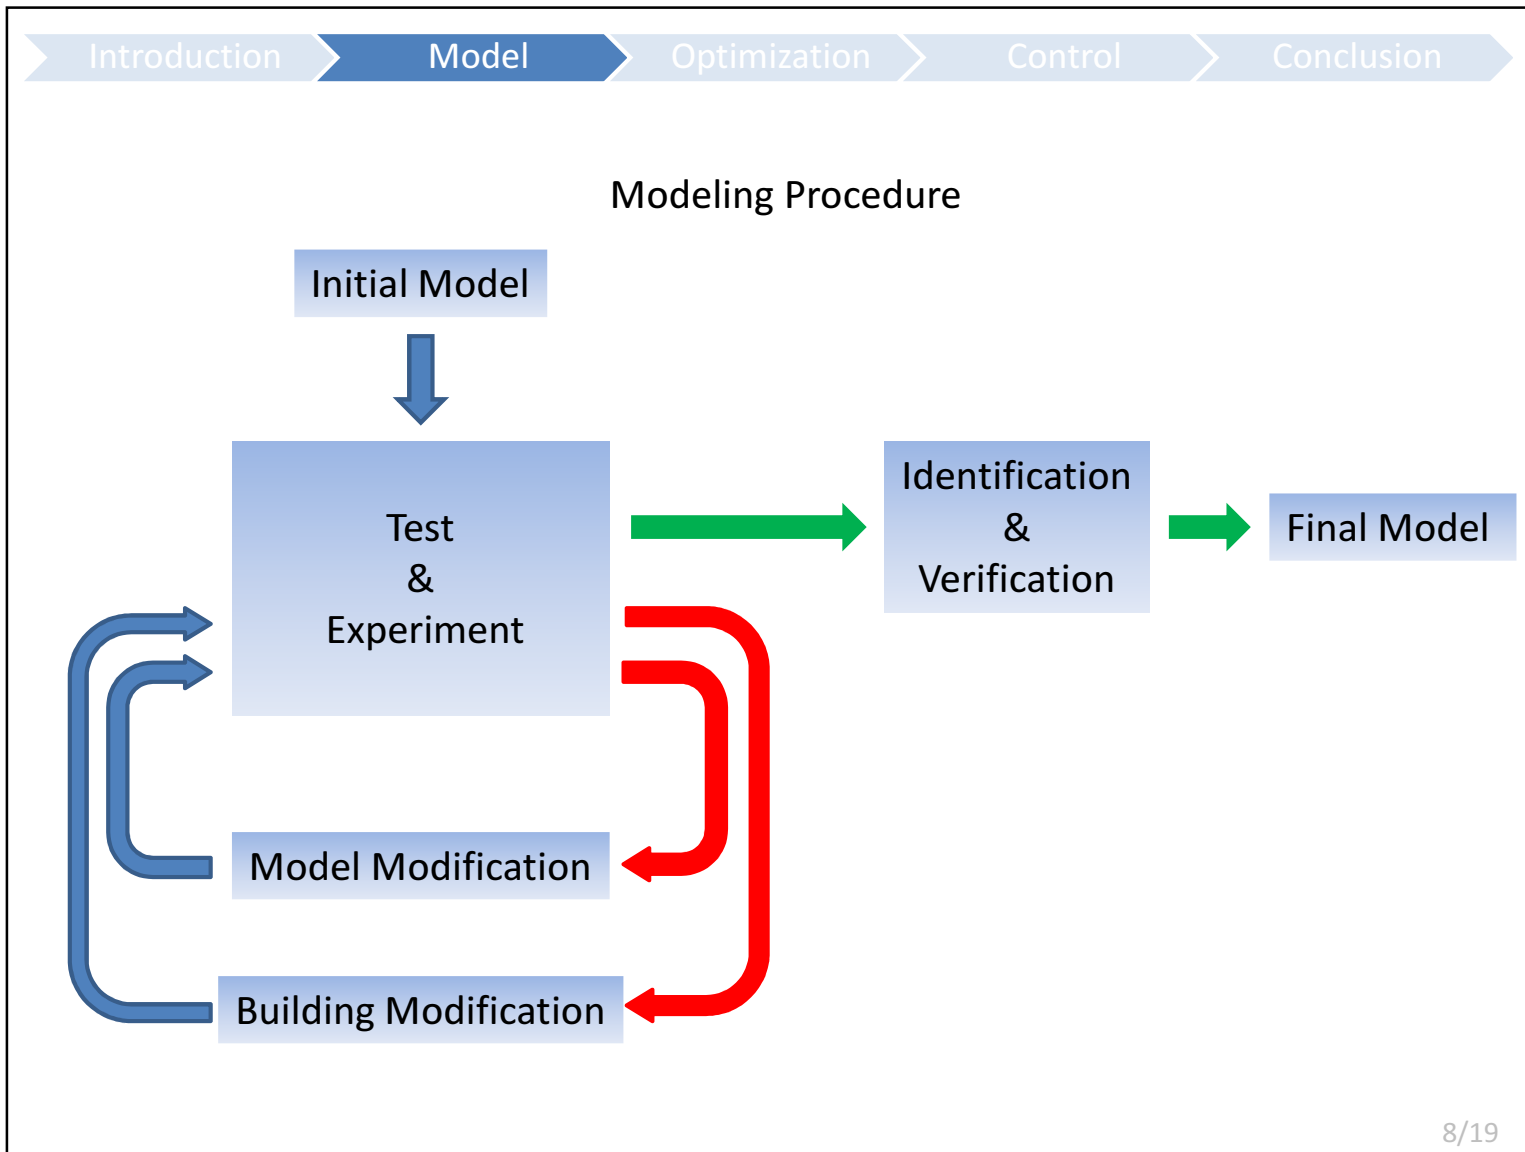 Introduction
Model
Optimization
Control
Conclusion
Modeling Procedure
Initial Model
Test
&
Experiment
Identification
&
Verification
Final Model
Model Modification
Building Modification
8/19